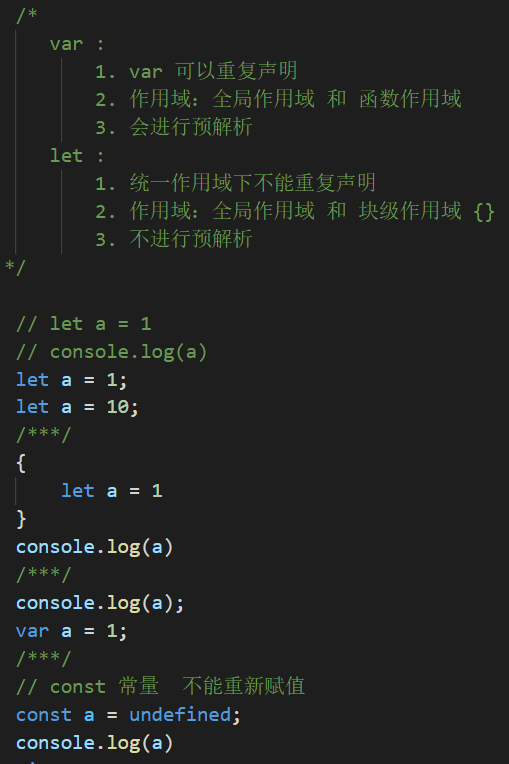 /*
var :
1. var 可以重复声明
2. 作用域: 全局作用域 和 函数作用域
3. 会进行预解析
let :
1. 统一作用域下不能重复声明
2. 作用域: 全局作用域 和 块级作用域 {}
3. 不进行预解析
*/
// let a = 1
// console.log(a)
let a = 1;
let a = 10;
/***/
{
let a = 1
}
console.log(a)
/***/
console.log(a);
var a = 1;
/***/
// const 常量  不能重新赋值
const a = undefined;
console.log(a)